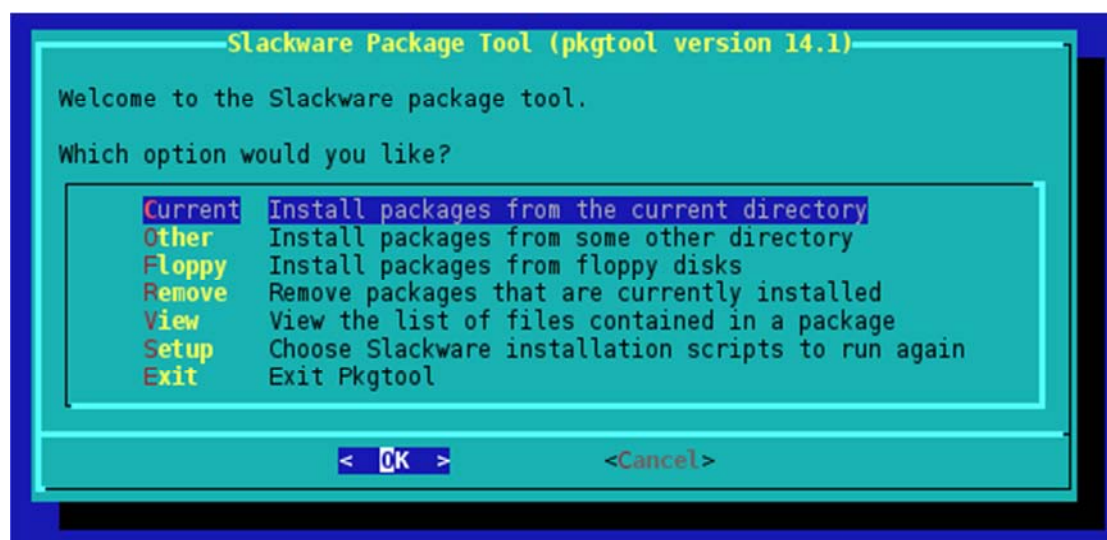 Slackware Package Tool (pkgtool version 14.1)
Welcome to the Slackware package tool.
Which option would you like?
Current Install packages from the current directory
Other Install packages from some other directory
Floppy Install packages from floppy disks
Remove Remove packages that are currently installed
View View the list of files contained in a package
Setup Choose Slackware installation scripts to run again
Exit Exit Pkgtool
< OK > <Cancel>